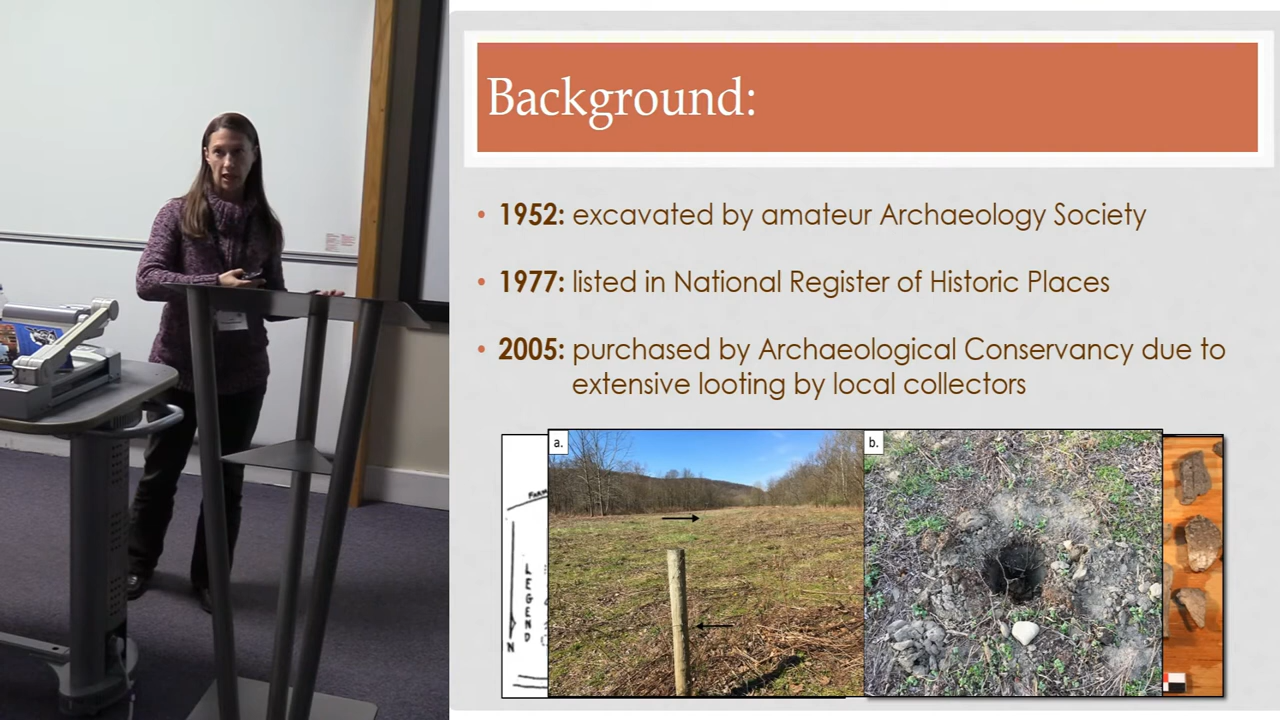 Background:
• 1952: excavated by amateur Archaeology Society
• 1977: listed in National Register of Historic Places
• 2005: purchased by Archaeological Conservancy due to
extensive looting by local collectors
a.
b.
LEGEND
N